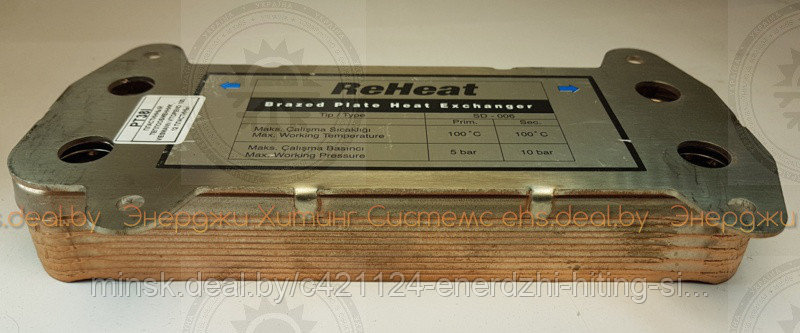 ReHeat
Brazed Plate Heat Exchanger
Tip / Type SD - 006
Prim. Sec.
Maks. Çalışma Sıcaklığı
Max. Working Temperature 100°C 100°C
Maks. Çalışma Basıncı
Max. Working Pressure 5 bar 10 bar
PT38I
s.deal.by Энерджи Хитинг Системс ehs.deal.by Энерджи
minsk.deal.by/c421124-enerdzhi-hiting-si...